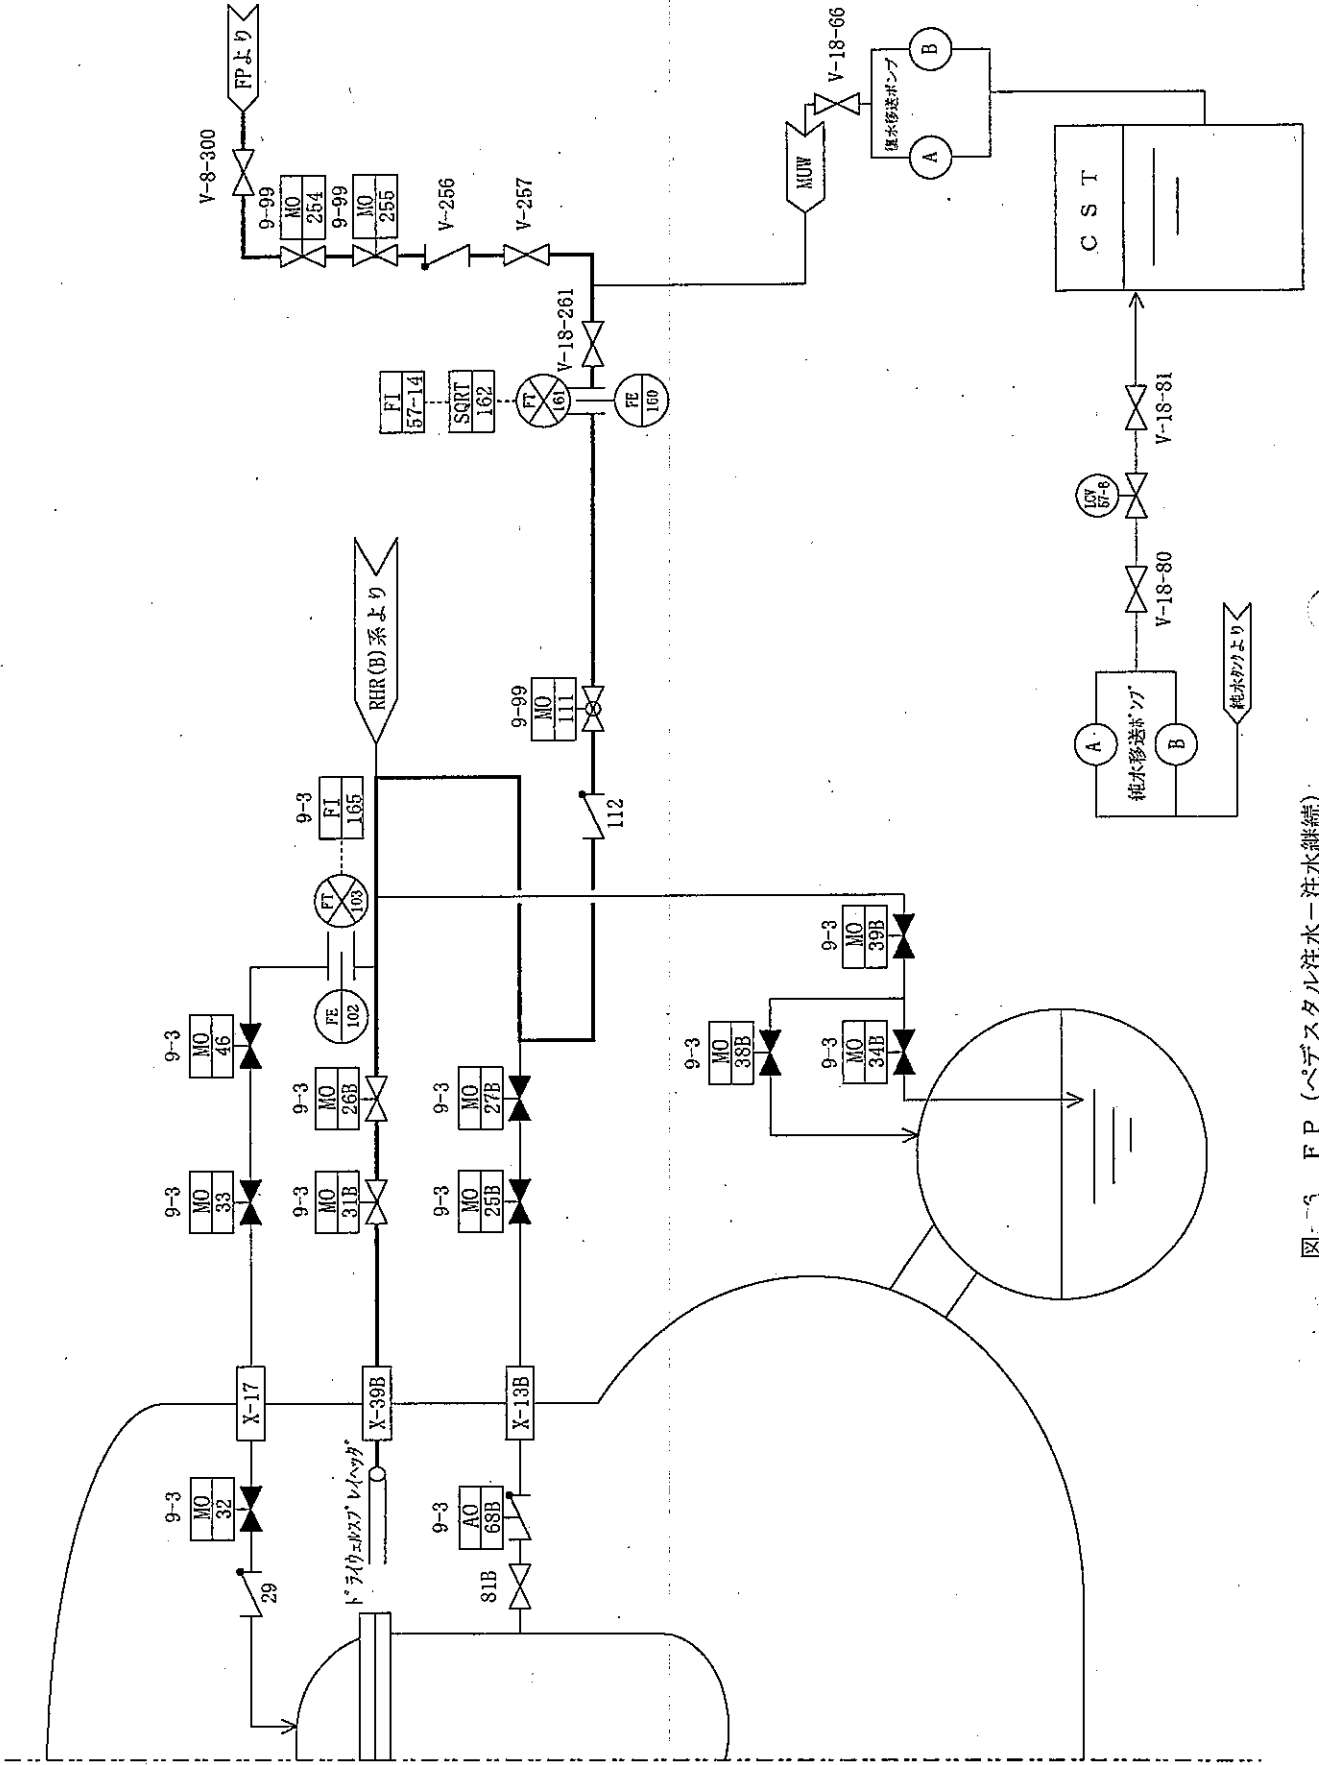 FPより
V-8-300
9-99
MO
254
9-99
MO
255
V-256
V-257
V-18-261
FI
57-14
SQRT
162
FT
161
FE
160
MUW
V-18-66
復水移送ポンプ
A
B
CST
V-18-81
LCV
57-8
V-18-80
純水移送ポンプ
A
B
純水タンクより
RHR(B)系より
9-99
MO
111
112
9-3
FI
165
FT
103
FE
102
9-3
MO
46
9-3
MO
33
X-17
9-3
MO
32
29
9-3
MO
26B
9-3
MO
31B
X-39B
ドライウェルスプレイヘッダ
9-3
MO
27B
9-3
MO
25B
X-13B
9-3
AO
68B
81B
9-3
MO
39B
9-3
MO
38B
9-3
MO
34B
図-3 FP(ペデスタル注水-注水継続)